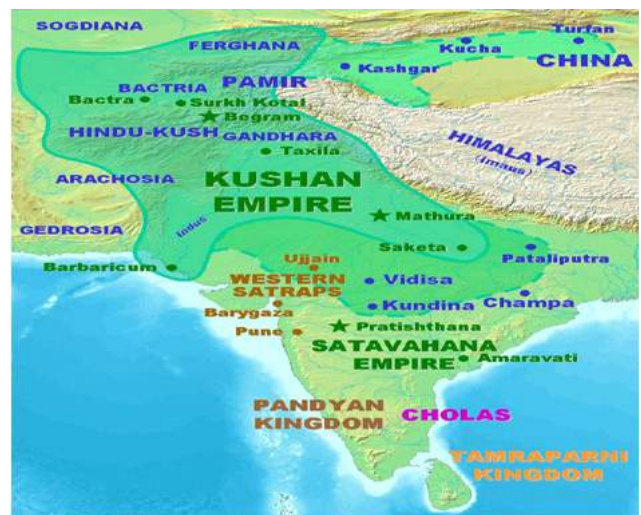 SOGDIANA
Turfan
FERGHANA
Kucha
CHINA
Kashgar
PAMIR
BACTRIA
Bactra
Surkh Kotal
Begram
HINDU-KUSH
GANDHARA
HIMALAYAS
(imaus)
Taxila
ARACHOSIA
KUSHAN
EMPIRE
GEDROSIA
Indus
Mathura
Saketa
Pataliputra
Barbaricum
Ujjain
WESTERN
SATRAPS
Vidisa
Kundina
Champa
Barygaza
Pune
Pratishthana
SATAVAHANA
EMPIRE
Amaravati
PANDYAN
KINGDOM
CHOLAS
TAMRAPARNI
KINGDOM